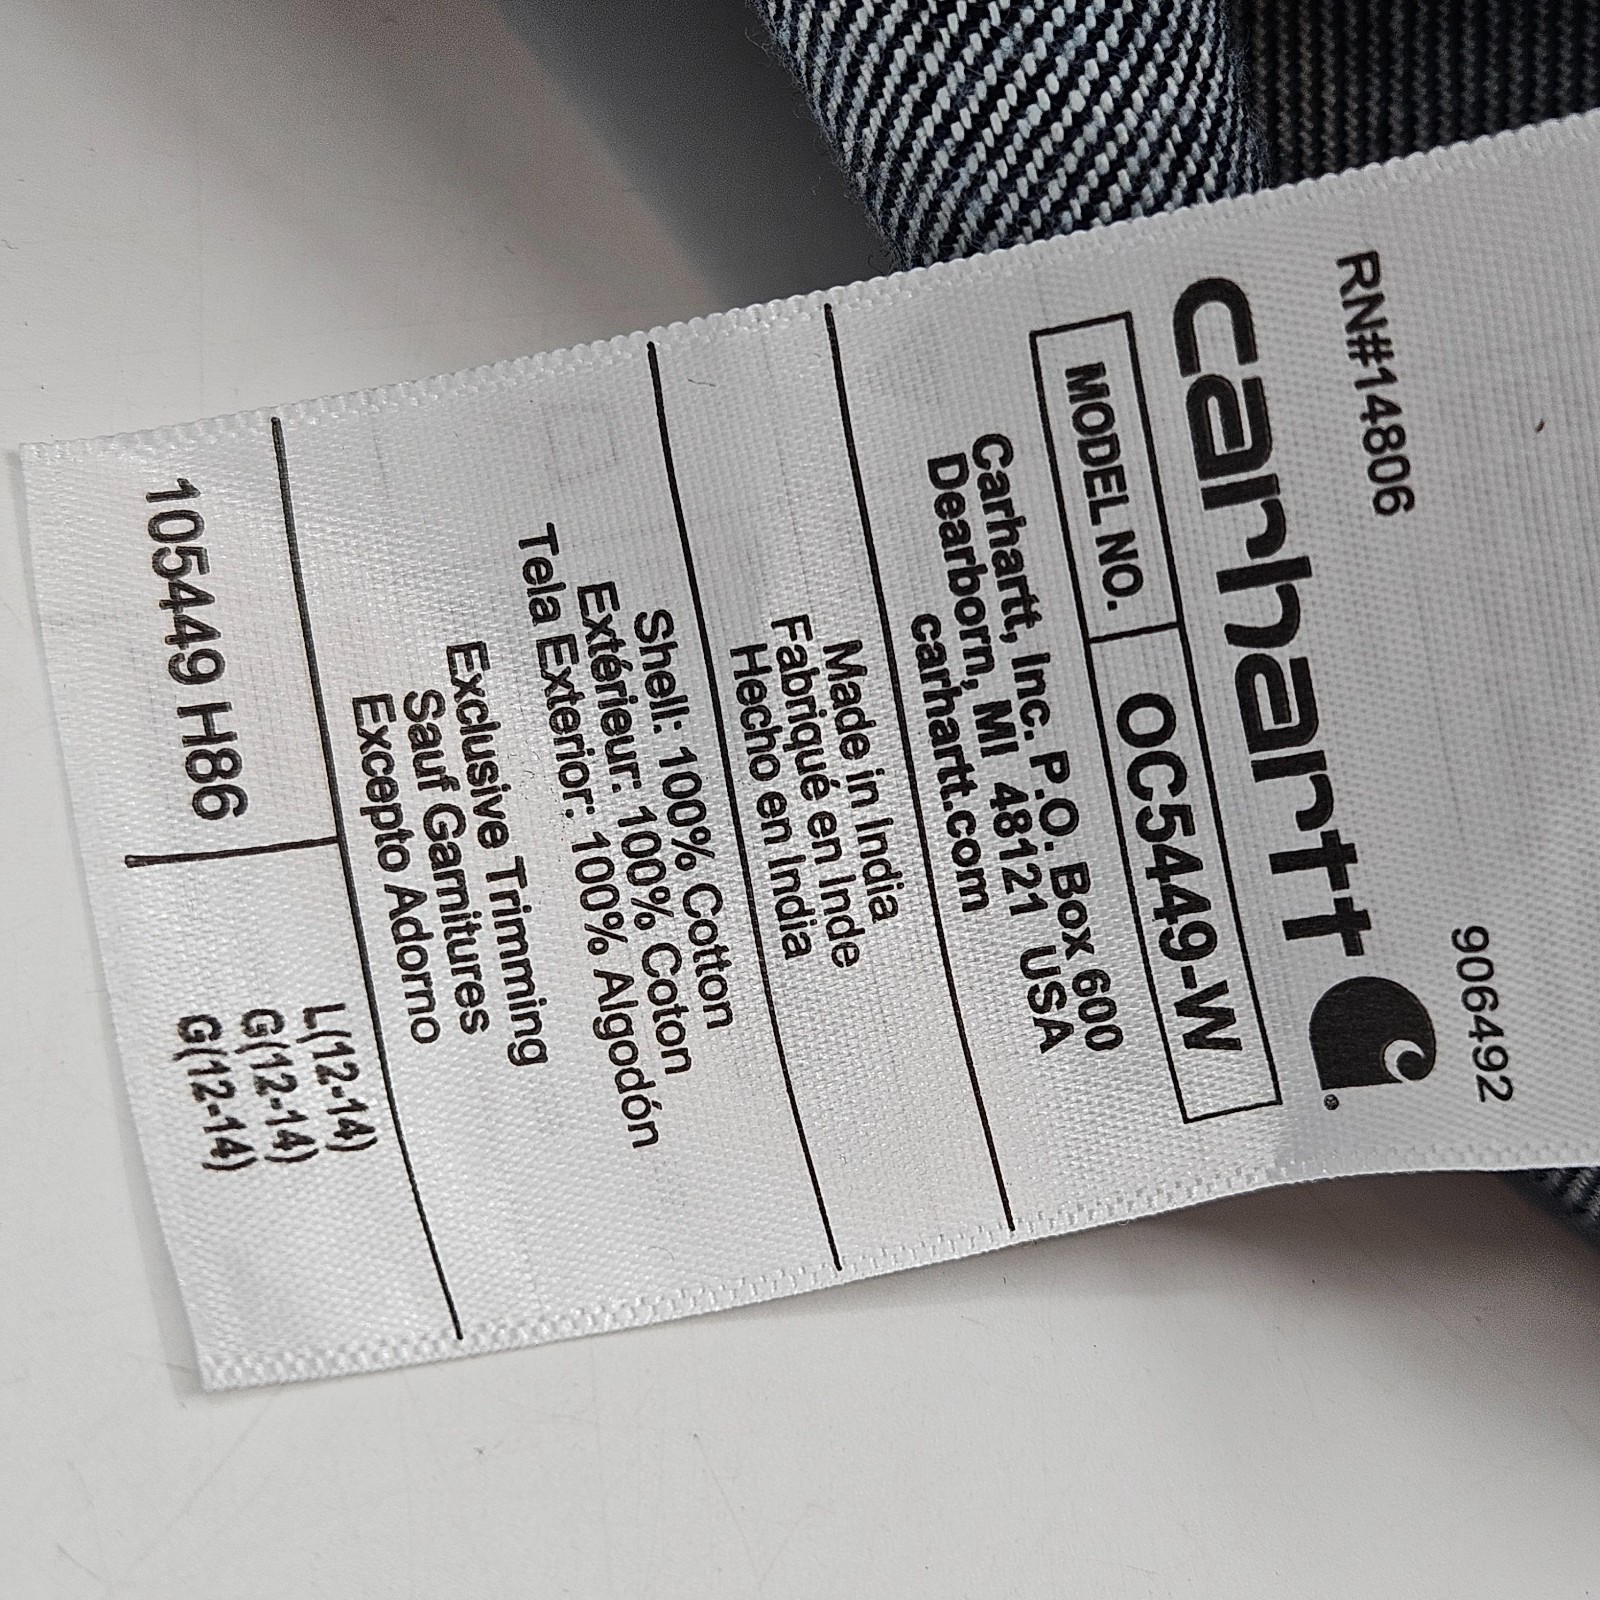 RN#14806 906492
carhartt
MODEL NO. OC5449-W
Carhartt, Inc. P.O. Box 600
Dearborn, MI 48121 USA
carhartt.com
Made in India
Fabriqué en Inde
Hecho en India
Shell: 100% Cotton
Extérieur: 100% Coton
Tela Exterior: 100% Algodón
Exclusive Trimming
Sauf Garnitures
Excepto Adorno
105449 H86
L(12-14)
G(12-14)
G(12-14)